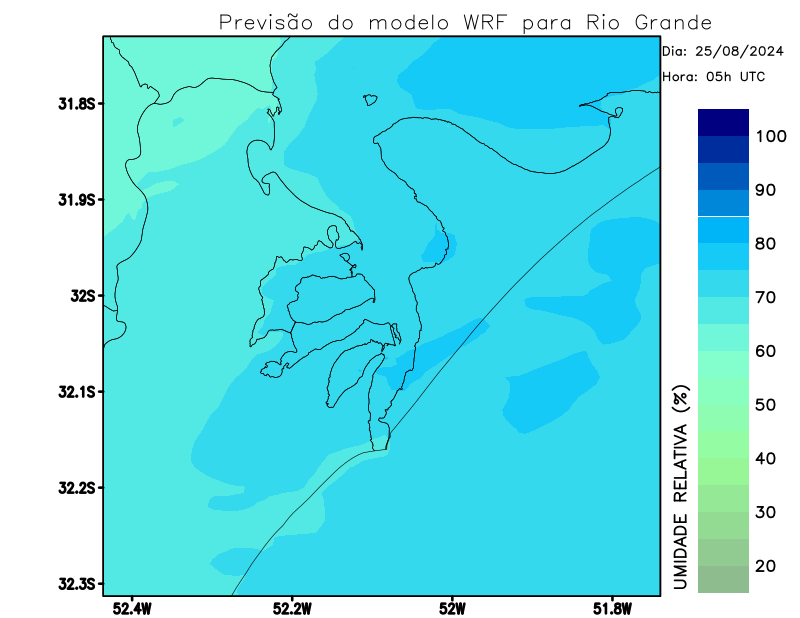 Previsão do modelo WRF para Rio Grande
Dia: 25/08/2024
Hora: 05h UTC
31.8S
31.9S
32S
32.1S
32.2S
32.3S
52.4W
52.2W
52W
51.8W
100
90
80
70
60
50
40
30
20
UMIDADE RELATIVA (%)